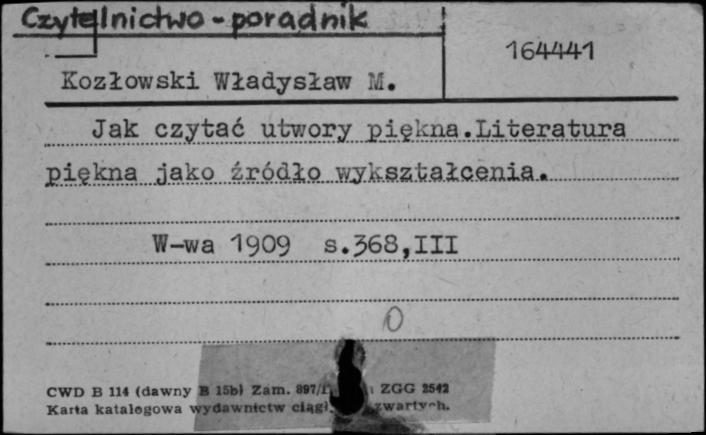 Czytelnictwo - poradnik
164441
Kozłowski Władysław M.
Jak czytać utwory piękna.Literatura
piękna jako źródło wykształcenia.
W-wa 1909 s.368,III
O
CWD B 114 (dawny B 15b) Zam. 897/ ZGG 2542
Karta katalogowa wydawnictw zwartych.